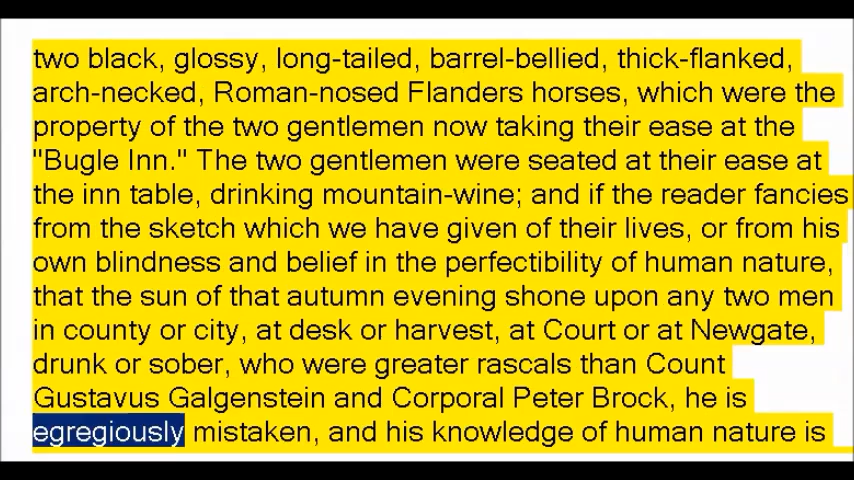 two black, glossy, long-tailed, barrel-bellied, thick-flanked,
arch-necked, Roman-nosed Flanders horses, which were the
property of the two gentlemen now taking their ease at the
"Bugle Inn." The two gentlemen were seated at their ease at
the inn table, drinking mountain-wine; and if the reader fancies
from the sketch which we have given of their lives, or from his
own blindness and belief in the perfectibility of human nature,
that the sun of that autumn evening shone upon any two men
in county or city, at desk or harvest, at Court or at Newgate,
drunk or sober, who were greater rascals than Count
Gustavus Galgenstein and Corporal Peter Brock, he is
egregiously mistaken, and his knowledge of human nature is